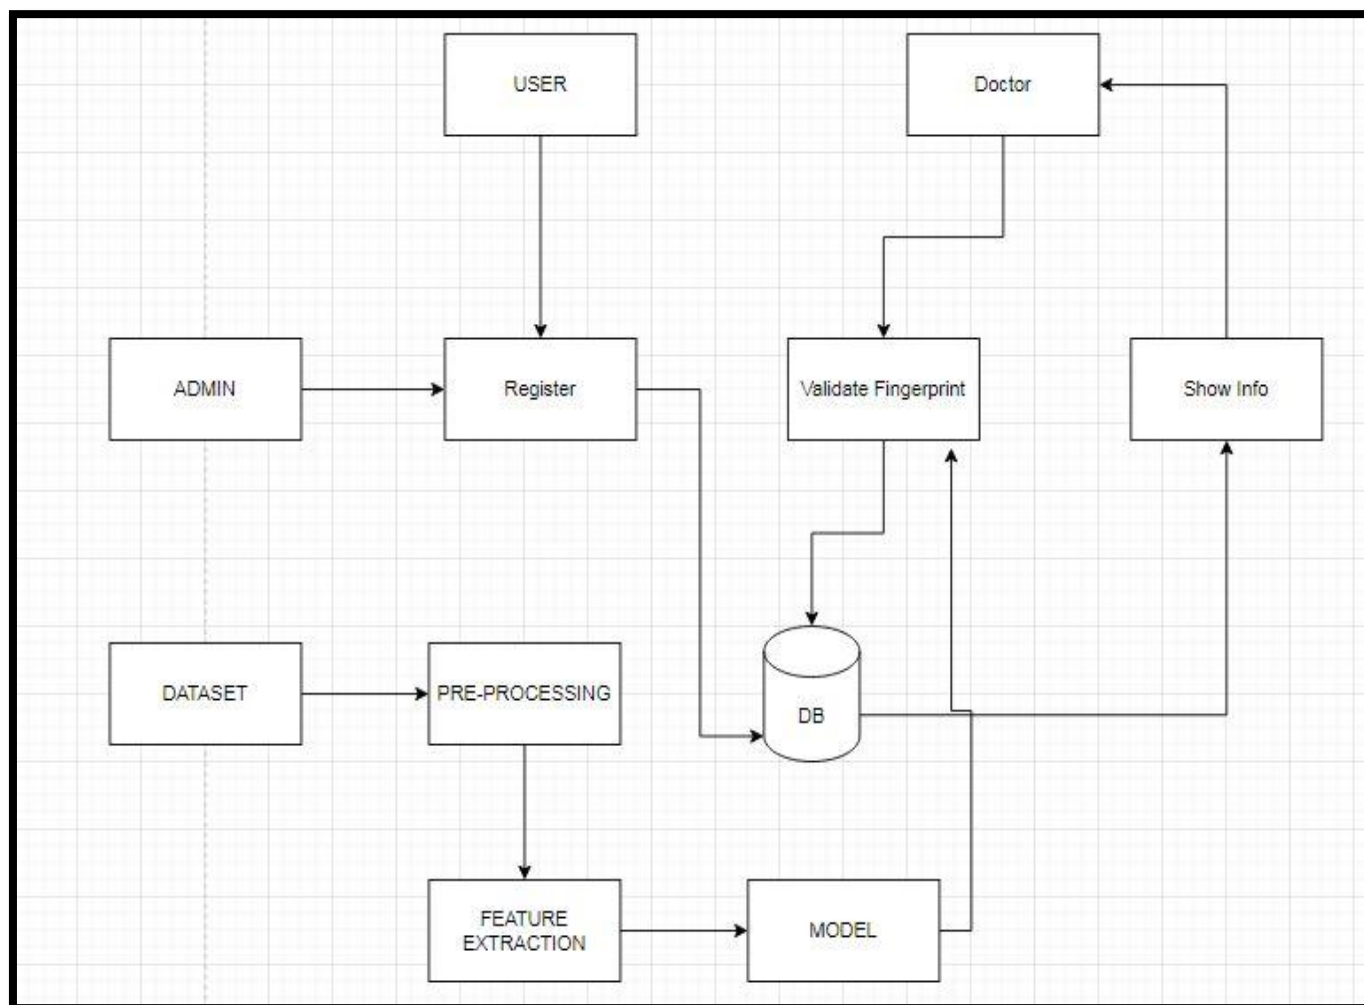 USER
Doctor
ADMIN
Register
Validate Fingerprint
Show Info
DATASET
PRE-PROCESSING
DB
FEATURE
EXTRACTION
MODEL